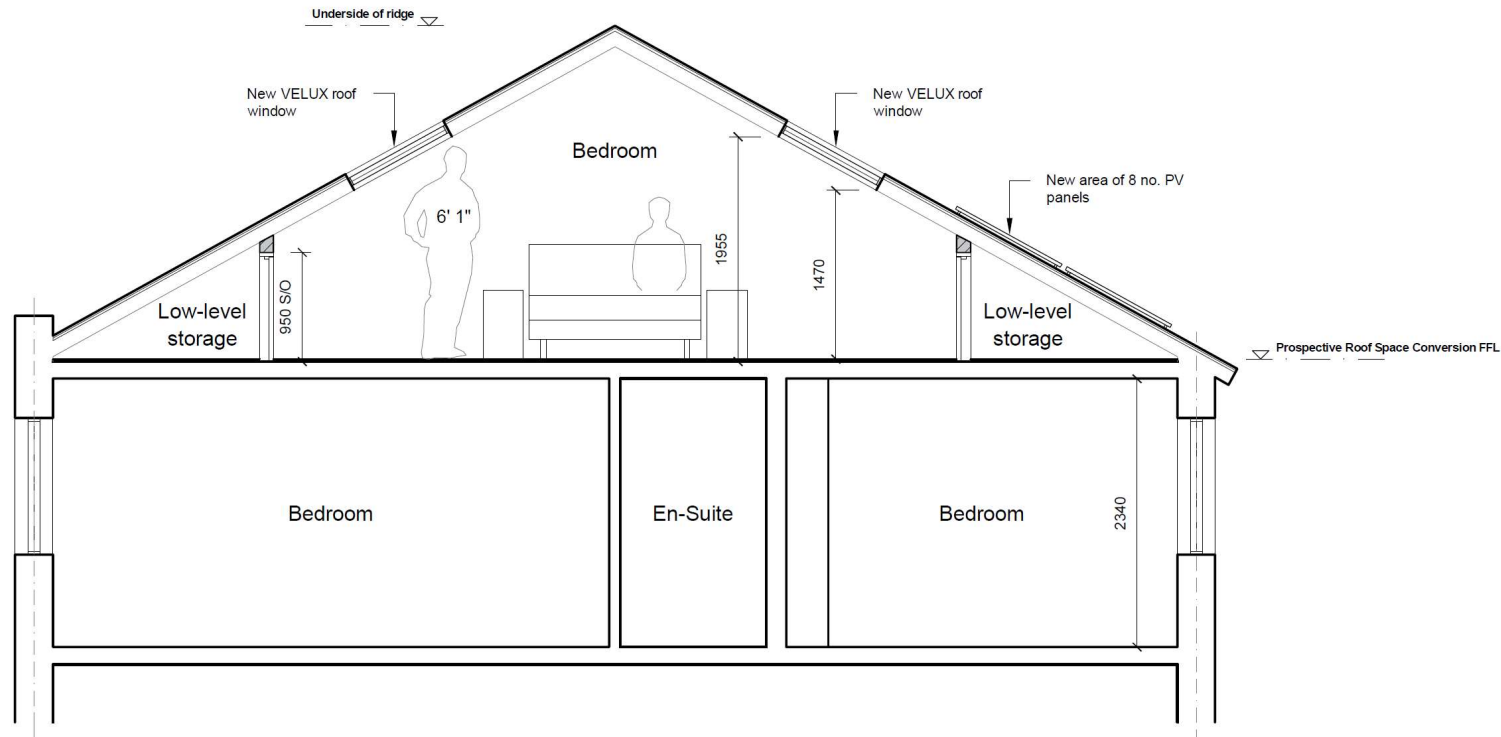 Underside of ridge
New VELUX roof
window
New VELUX roof
window
Bedroom
New area of 8 no. PV
panels
6' 1"
1955
1470
950 S/O
Low-level
storage
Low-level
storage
Prospective Roof Space Conversion FFL
Bedroom
En-Suite
Bedroom
2340